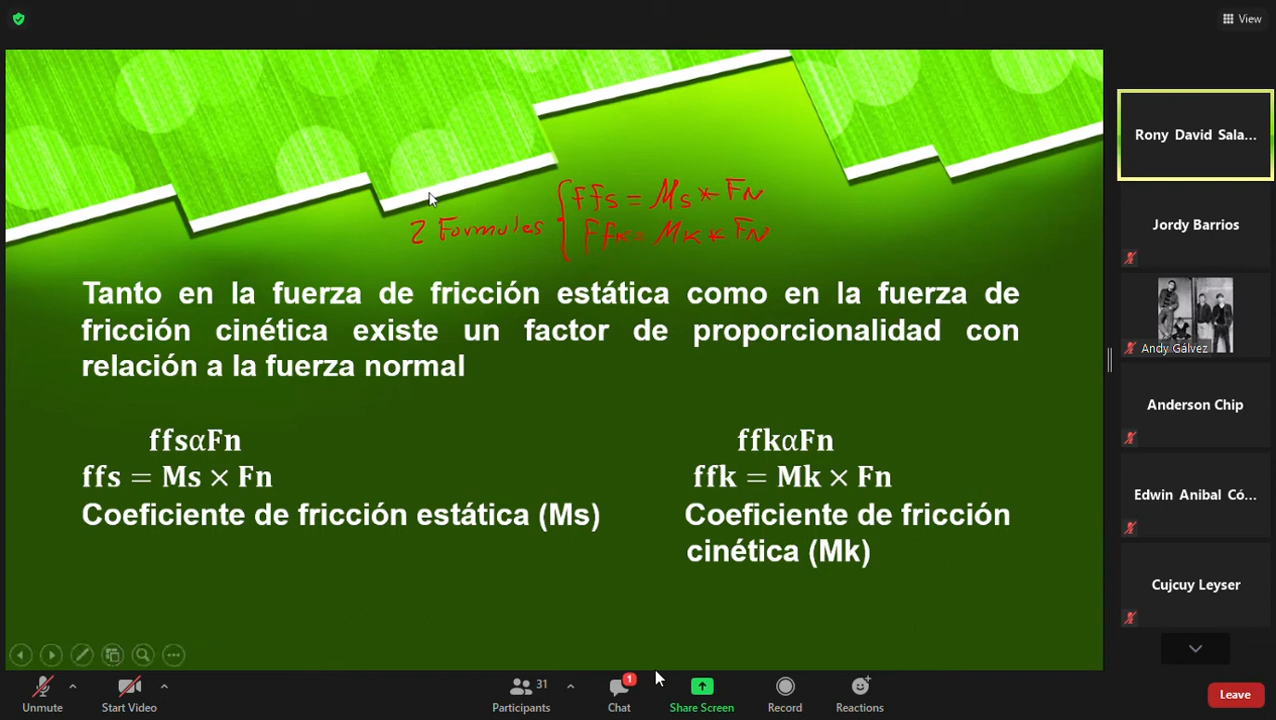 View
ffs = Ms * FN
2 Formulas
ffk = Mk * FN
Tanto en la fuerza de fricción estática como en la fuerza de
fricción cinética existe un factor de proporcionalidad con
relación a la fuerza normal
ffsαFn
ffs = Ms × Fn
Coeficiente de fricción estática (Ms)
ffkαFn
ffk = Mk × Fn
Coeficiente de fricción
cinética (Mk)
Rony David Sala...
Jordy Barrios
Andy Gálvez
Anderson Chip
Edwin Anibal Có...
Cujcuy Leyser
Unmute
Start Video
31
Participants
1
Chat
Share Screen
Record
Reactions
Leave